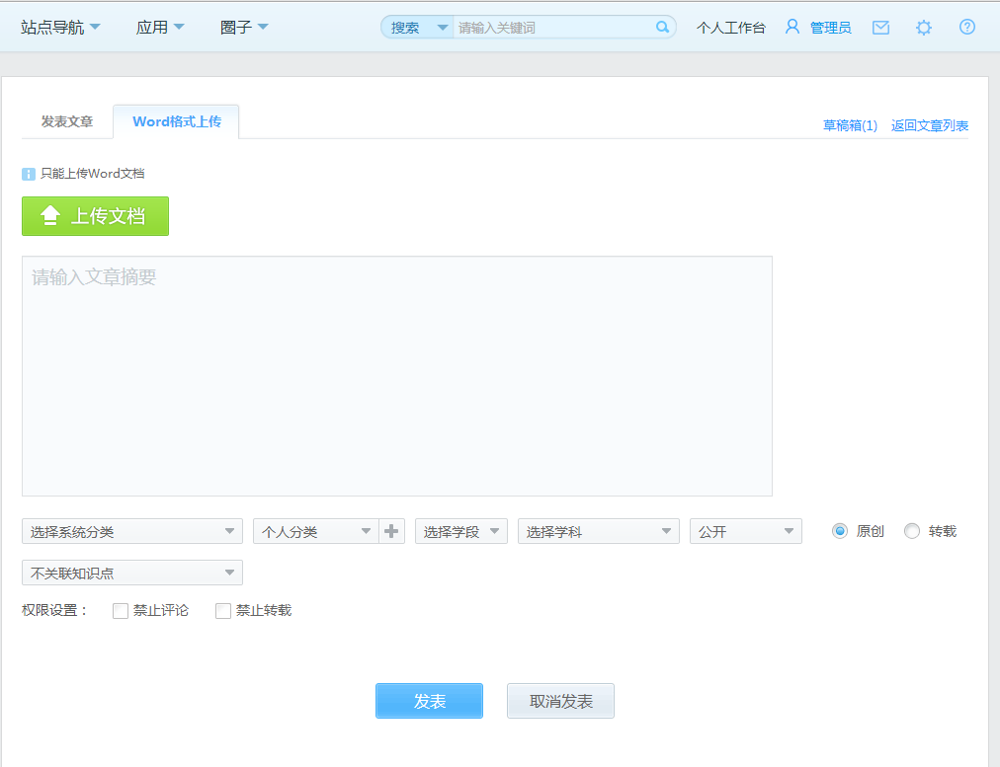 站点导航 应用 圈子 搜索 请输入关键词 个人工作台 管理员
发表文章 Word格式上传 草稿箱(1) 返回文章列表
只能上传Word文档
上传文档
请输入文章摘要
选择系统分类 个人分类 选择学段 选择学科 公开 原创 转载
不关联知识点
权限设置： 禁止评论 禁止转载
发表 取消发表